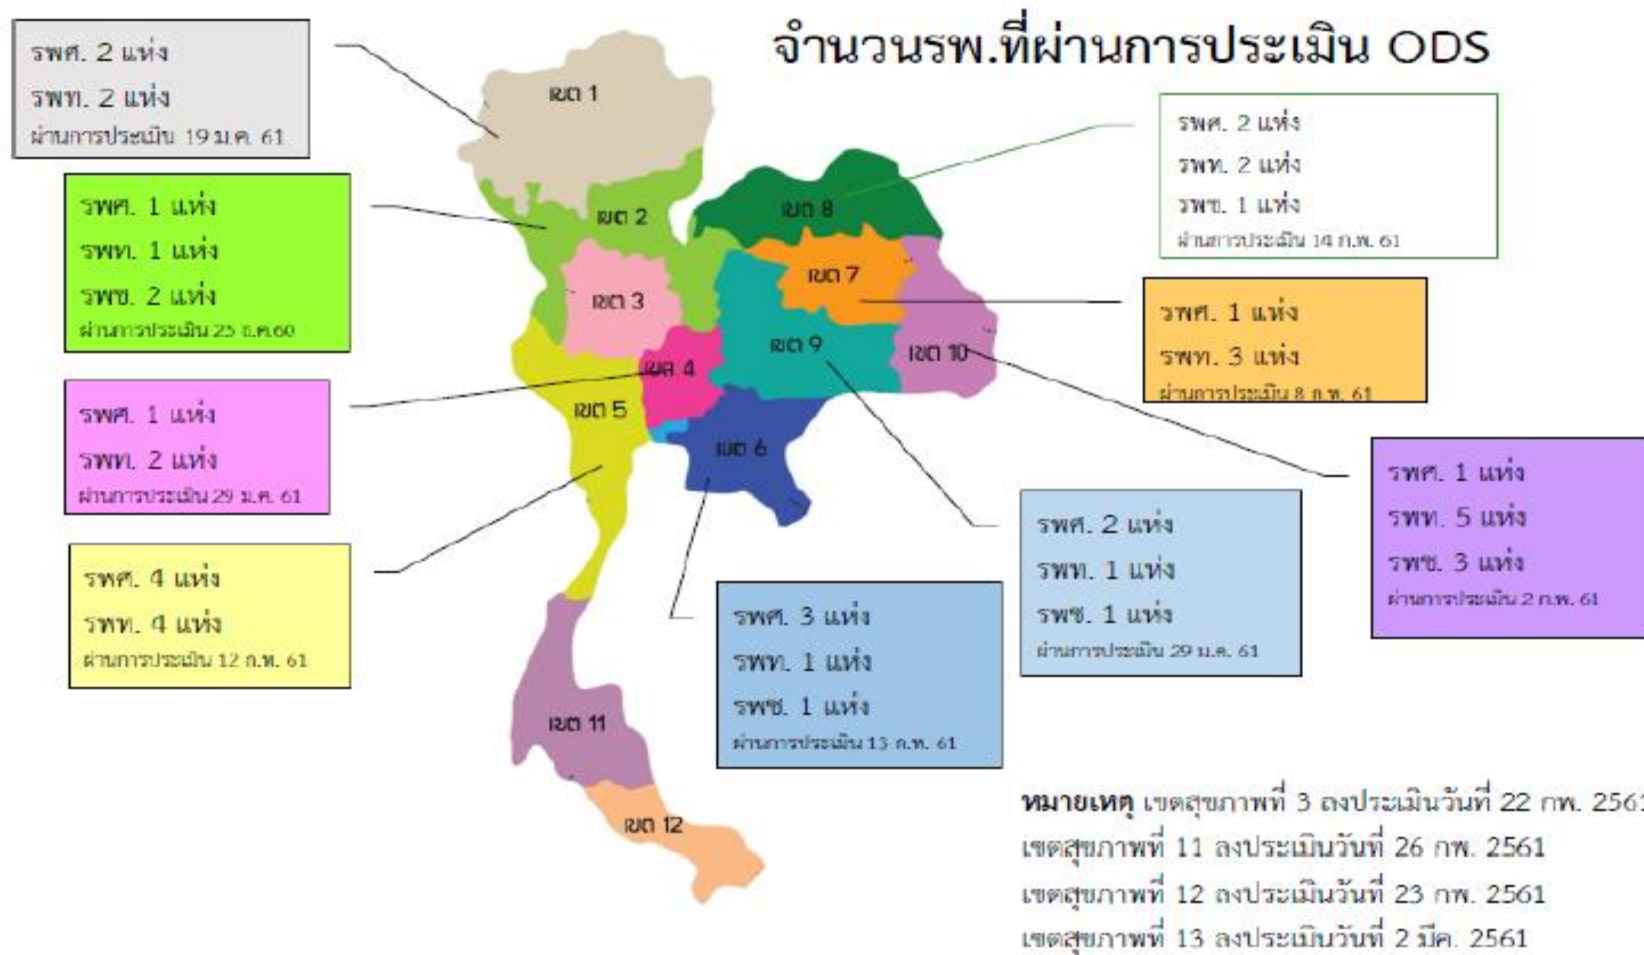 จำนวนรพ.ที่ผ่านการประเมิน ODS
รพศ. 2 แห่ง
รพท. 2 แห่ง
ผ่านการประเมิน 19 ม.ค. 61
รพศ. 1 แห่ง
รพท. 1 แห่ง
รพช. 2 แห่ง
ผ่านการประเมิน 25 ธ.ค.60
รพศ. 1 แห่ง
รพท. 2 แห่ง
ผ่านการประเมิน 29 ม.ค. 61
รพศ. 4 แห่ง
รพท. 4 แห่ง
ผ่านการประเมิน 12 ก.พ. 61
เขต 1
เขต 2
เขต 3
เขต 4
เขต 5
เขต 6
เขต 7
เขต 8
เขต 9
เขต 10
เขต 11
เขต 12
รพศ. 2 แห่ง
รพท. 2 แห่ง
รพช. 1 แห่ง
ผ่านการประเมิน 14 ก.พ. 61
รพศ. 1 แห่ง
รพท. 3 แห่ง
ผ่านการประเมิน 8 ก.พ. 61
รพศ. 1 แห่ง
รพท. 5 แห่ง
รพช. 3 แห่ง
ผ่านการประเมิน 2 ก.พ. 61
รพศ. 2 แห่ง
รพท. 1 แห่ง
รพช. 1 แห่ง
ผ่านการประเมิน 29 ม.ค. 61
รพศ. 3 แห่ง
รพท. 1 แห่ง
รพช. 1 แห่ง
ผ่านการประเมิน 13 ก.พ. 61
หมายเหตุ เขตสุขภาพที่ 3 ลงประเมินวันที่ 22 กพ. 2561
เขตสุขภาพที่ 11 ลงประเมินวันที่ 26 กพ. 2561
เขตสุขภาพที่ 12 ลงประเมินวันที่ 23 กพ. 2561
เขตสุขภาพที่ 13 ลงประเมินวันที่ 2 มีค. 2561